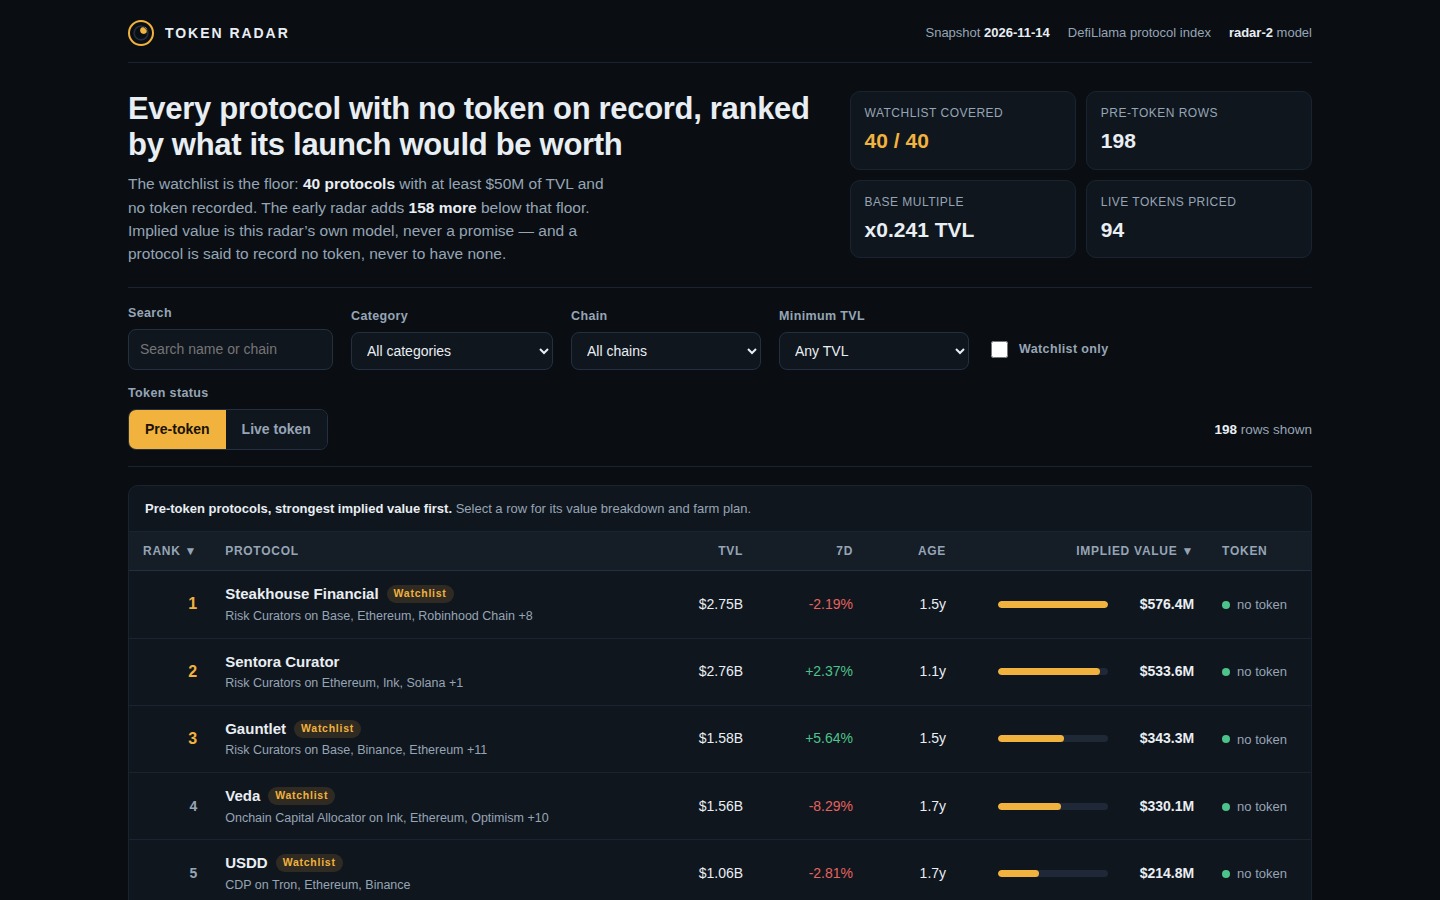 TOKEN RADAR
Snapshot 2026-11-14 DefiLlama protocol index radar-2 model
Every protocol with no token on record, ranked
by what its launch would be worth
The watchlist is the floor: 40 protocols with at least $50M of TVL and
no token recorded. The early radar adds 158 more below that floor.
Implied value is this radar’s own model, never a promise — and a
protocol is said to record no token, never to have none.
WATCHLIST COVERED
40 / 40
PRE-TOKEN ROWS
198
BASE MULTIPLE
x0.241 TVL
LIVE TOKENS PRICED
94
Search
Search name or chain
Category
All categories
Chain
All chains
Minimum TVL
Any TVL
Watchlist only
Token status
Pre-token Live token
198 rows shown
Pre-token protocols, strongest implied value first. Select a row for its value breakdown and farm plan.
RANK ▼ PROTOCOL TVL 7D AGE IMPLIED VALUE ▼ TOKEN
1 Steakhouse Financial Watchlist $2.75B -2.19% 1.5y $576.4M no token
Risk Curators on Base, Ethereum, Robinhood Chain +8
2 Sentora Curator $2.76B +2.37% 1.1y $533.6M no token
Risk Curators on Ethereum, Ink, Solana +1
3 Gauntlet Watchlist $1.58B +5.64% 1.5y $343.3M no token
Risk Curators on Base, Binance, Ethereum +11
4 Veda Watchlist $1.56B -8.29% 1.7y $330.1M no token
Onchain Capital Allocator on Ink, Ethereum, Optimism +10
5 USDD Watchlist $1.06B -2.81% 1.7y $214.8M no token
CDP on Tron, Ethereum, Binance